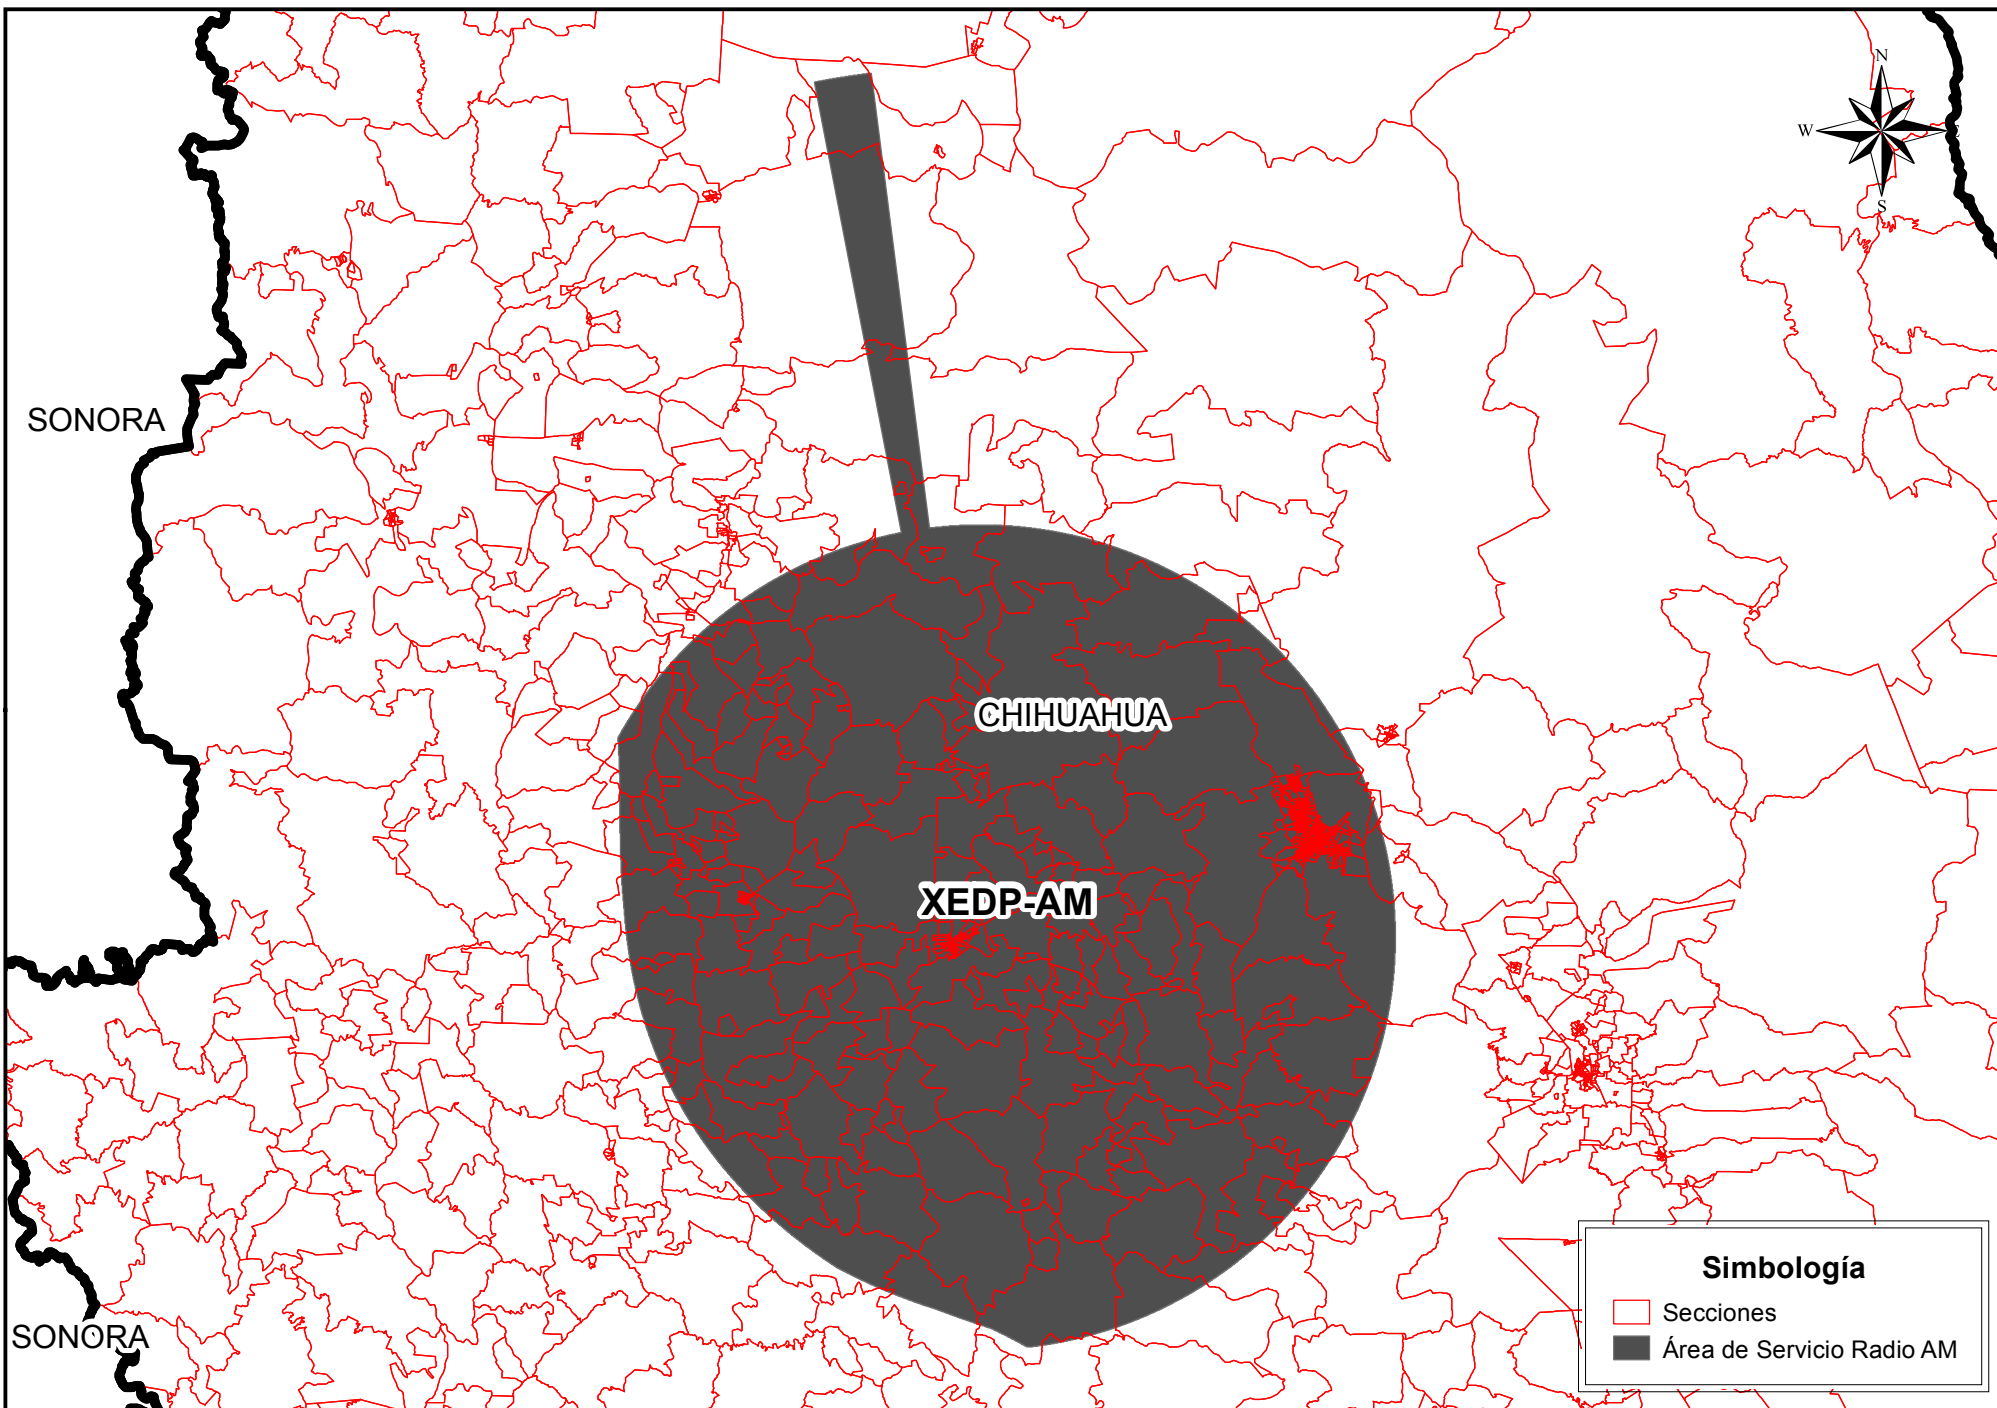 N
W
E
S
SONORA
CHIHUAHUA
XEDP-AM
SONORA
Simbología
Secciones
Área de Servicio Radio AM